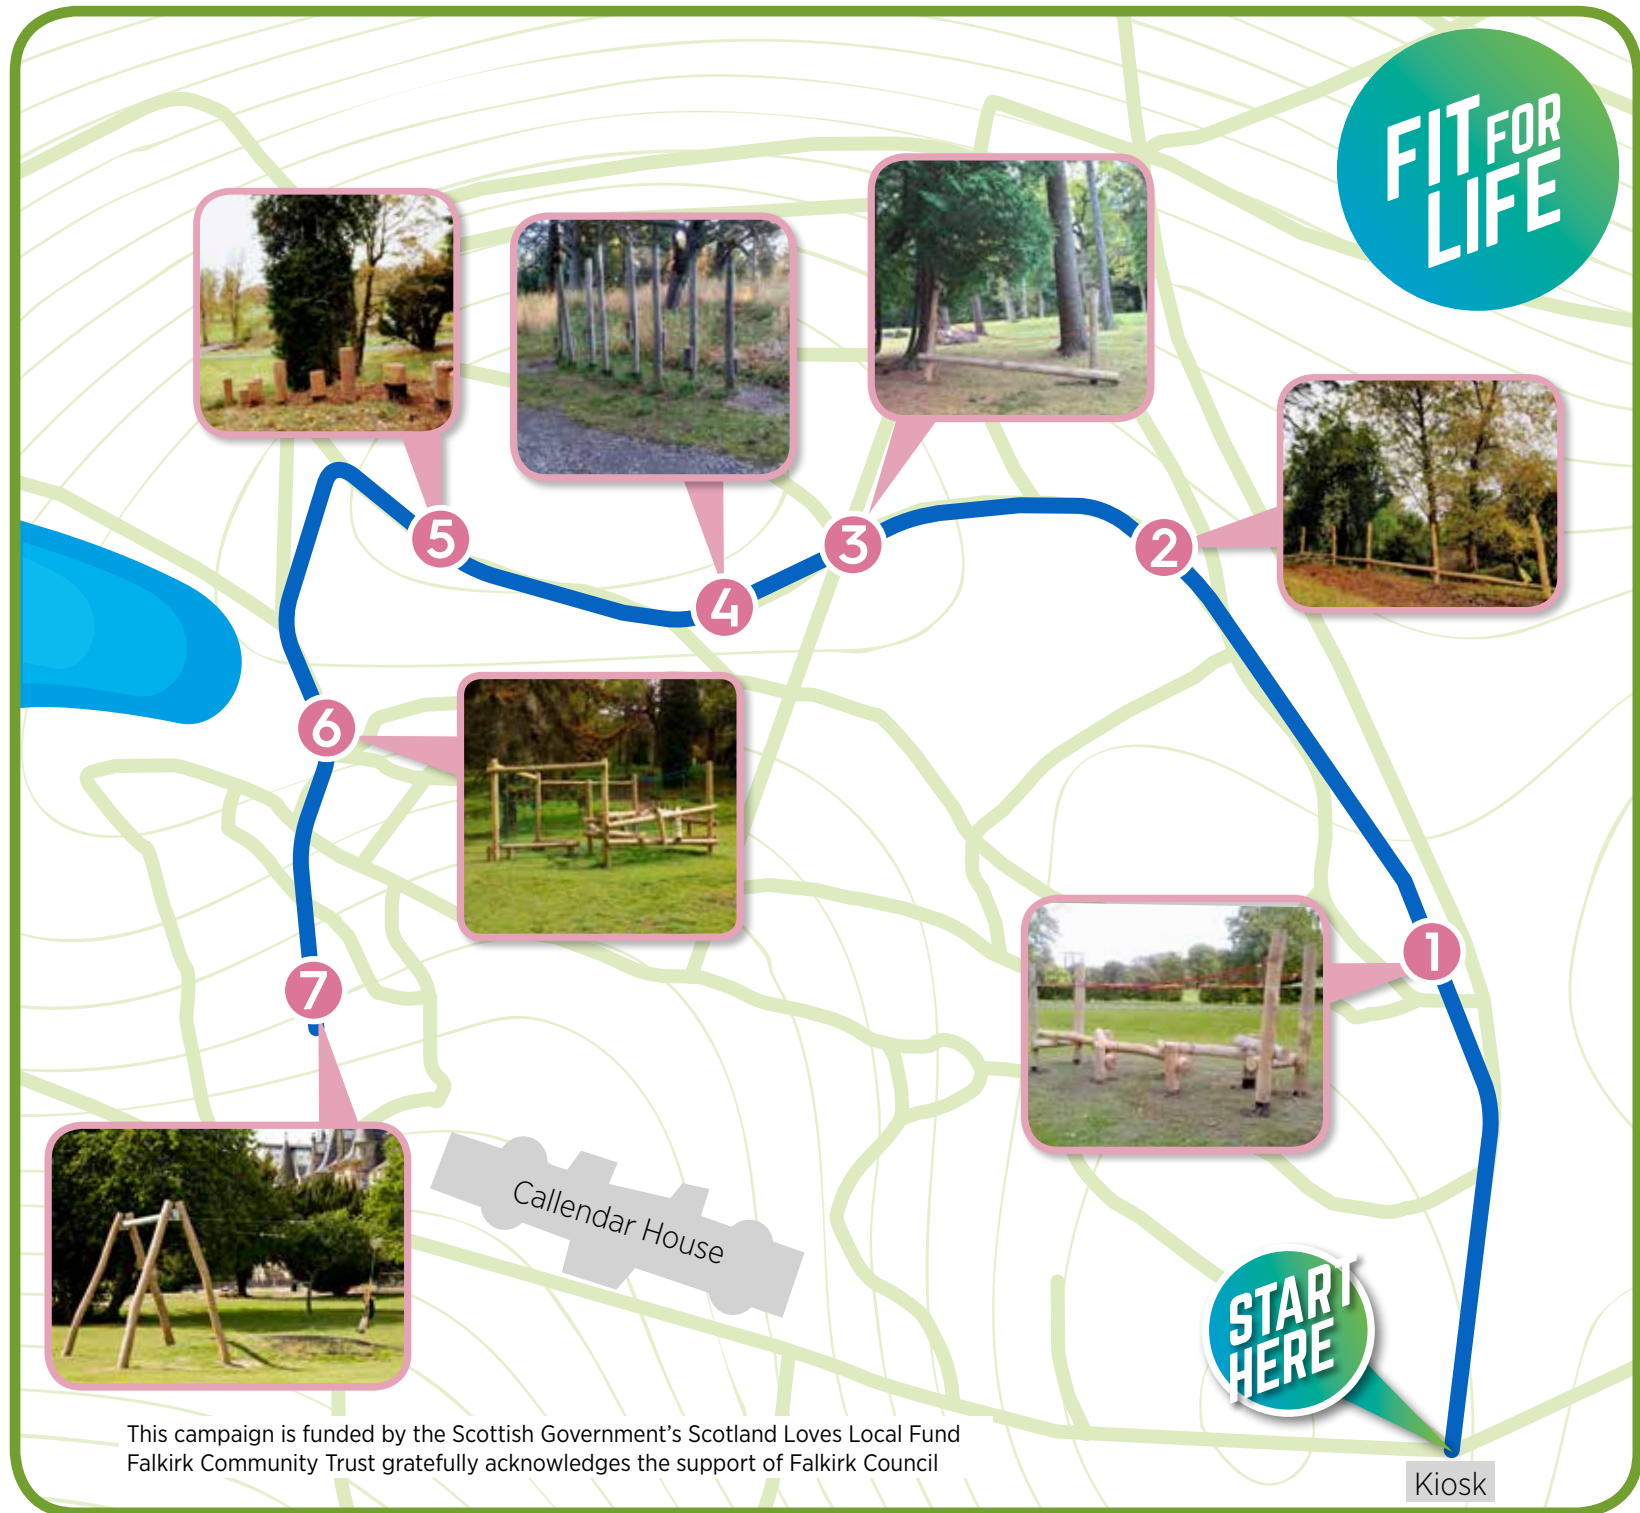 FIT FOR
LIFE
5
4
3
2
6
1
7
Callendar House
START
HERE
This campaign is funded by the Scottish Government’s Scotland Loves Local Fund
Falkirk Community Trust gratefully acknowledges the support of Falkirk Council
Kiosk